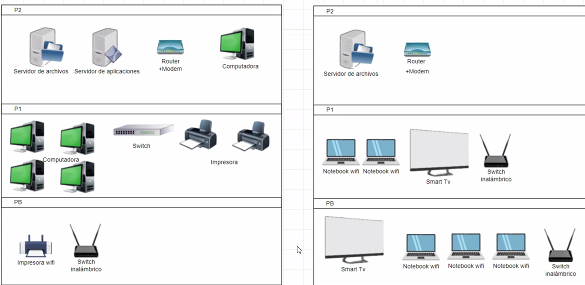 P2
Servidor de archivos
Servidor de aplicaciones
Router
+Modem
Computadora
P1
Computadora
Switch
Impresora
PB
Impresora wifi
Switch
inalámbrico
P2
Servidor de archivos
Router
+Modem
P1
Notebook wifi
Notebook wifi
Smart Tv
Switch
inalámbrico
PB
Smart Tv
Notebook wifi
Notebook wifi
Notebook wifi
Switch
inalámbrico